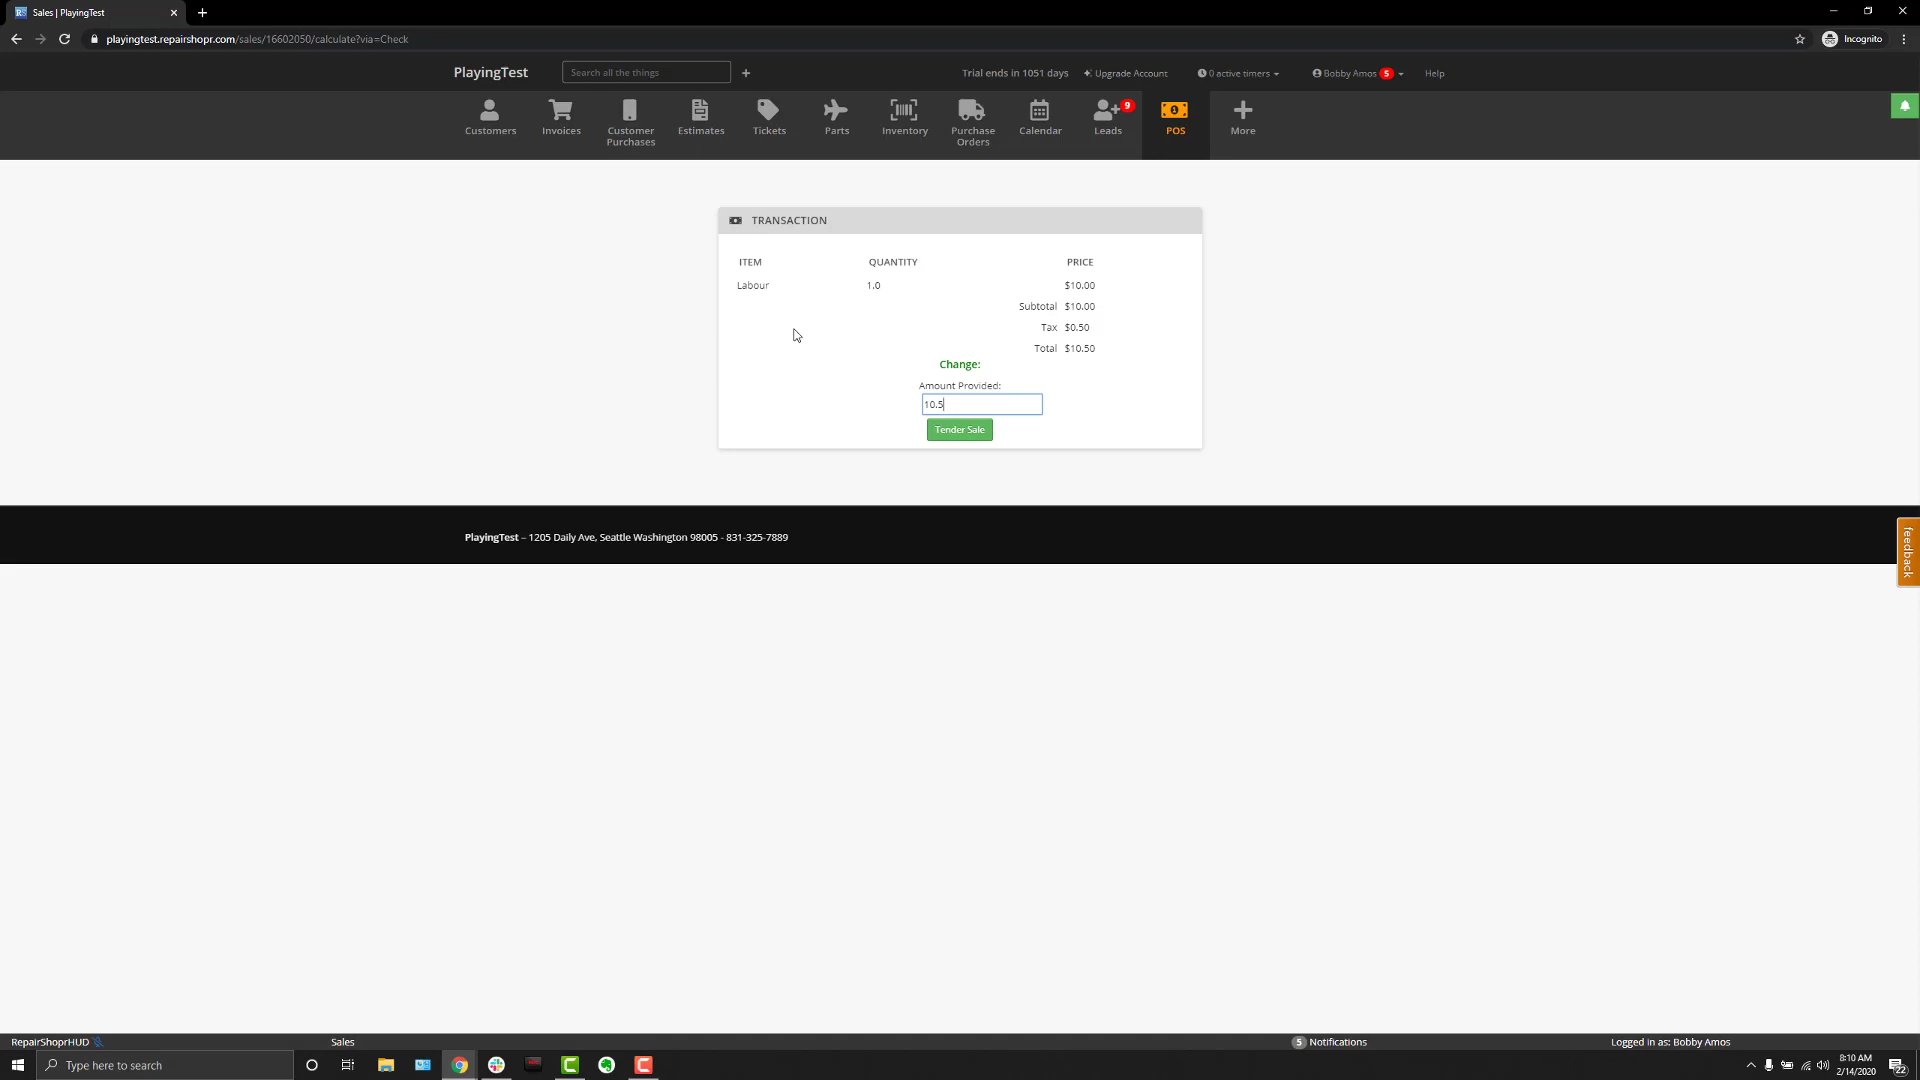 Sales | PlayingTest
playingtest.repairshopr.com/sales/16602050/calculate?via=Check
Incognito
PlayingTest
Search all the things
Trial ends in 1051 days
Upgrade Account
0 active timers
Bobby Amos 5
Help
Customers
Invoices
Customer Purchases
Estimates
Tickets
Parts
Inventory
Purchase Orders
Calendar
Leads 9
POS
More
TRANSACTION
ITEM QUANTITY PRICE
Labour 1.0 $10.00
Subtotal $10.00
Tax $0.50
Total $10.50
Change:
Amount Provided:
10.5
Tender Sale
feedback
PlayingTest – 1205 Daily Ave, Seattle Washington 98005 - 831-325-7889
RepairShoprHUD
Sales
5 Notifications
Logged in as: Bobby Amos
Type here to search
8:10 AM
2/14/2020
22